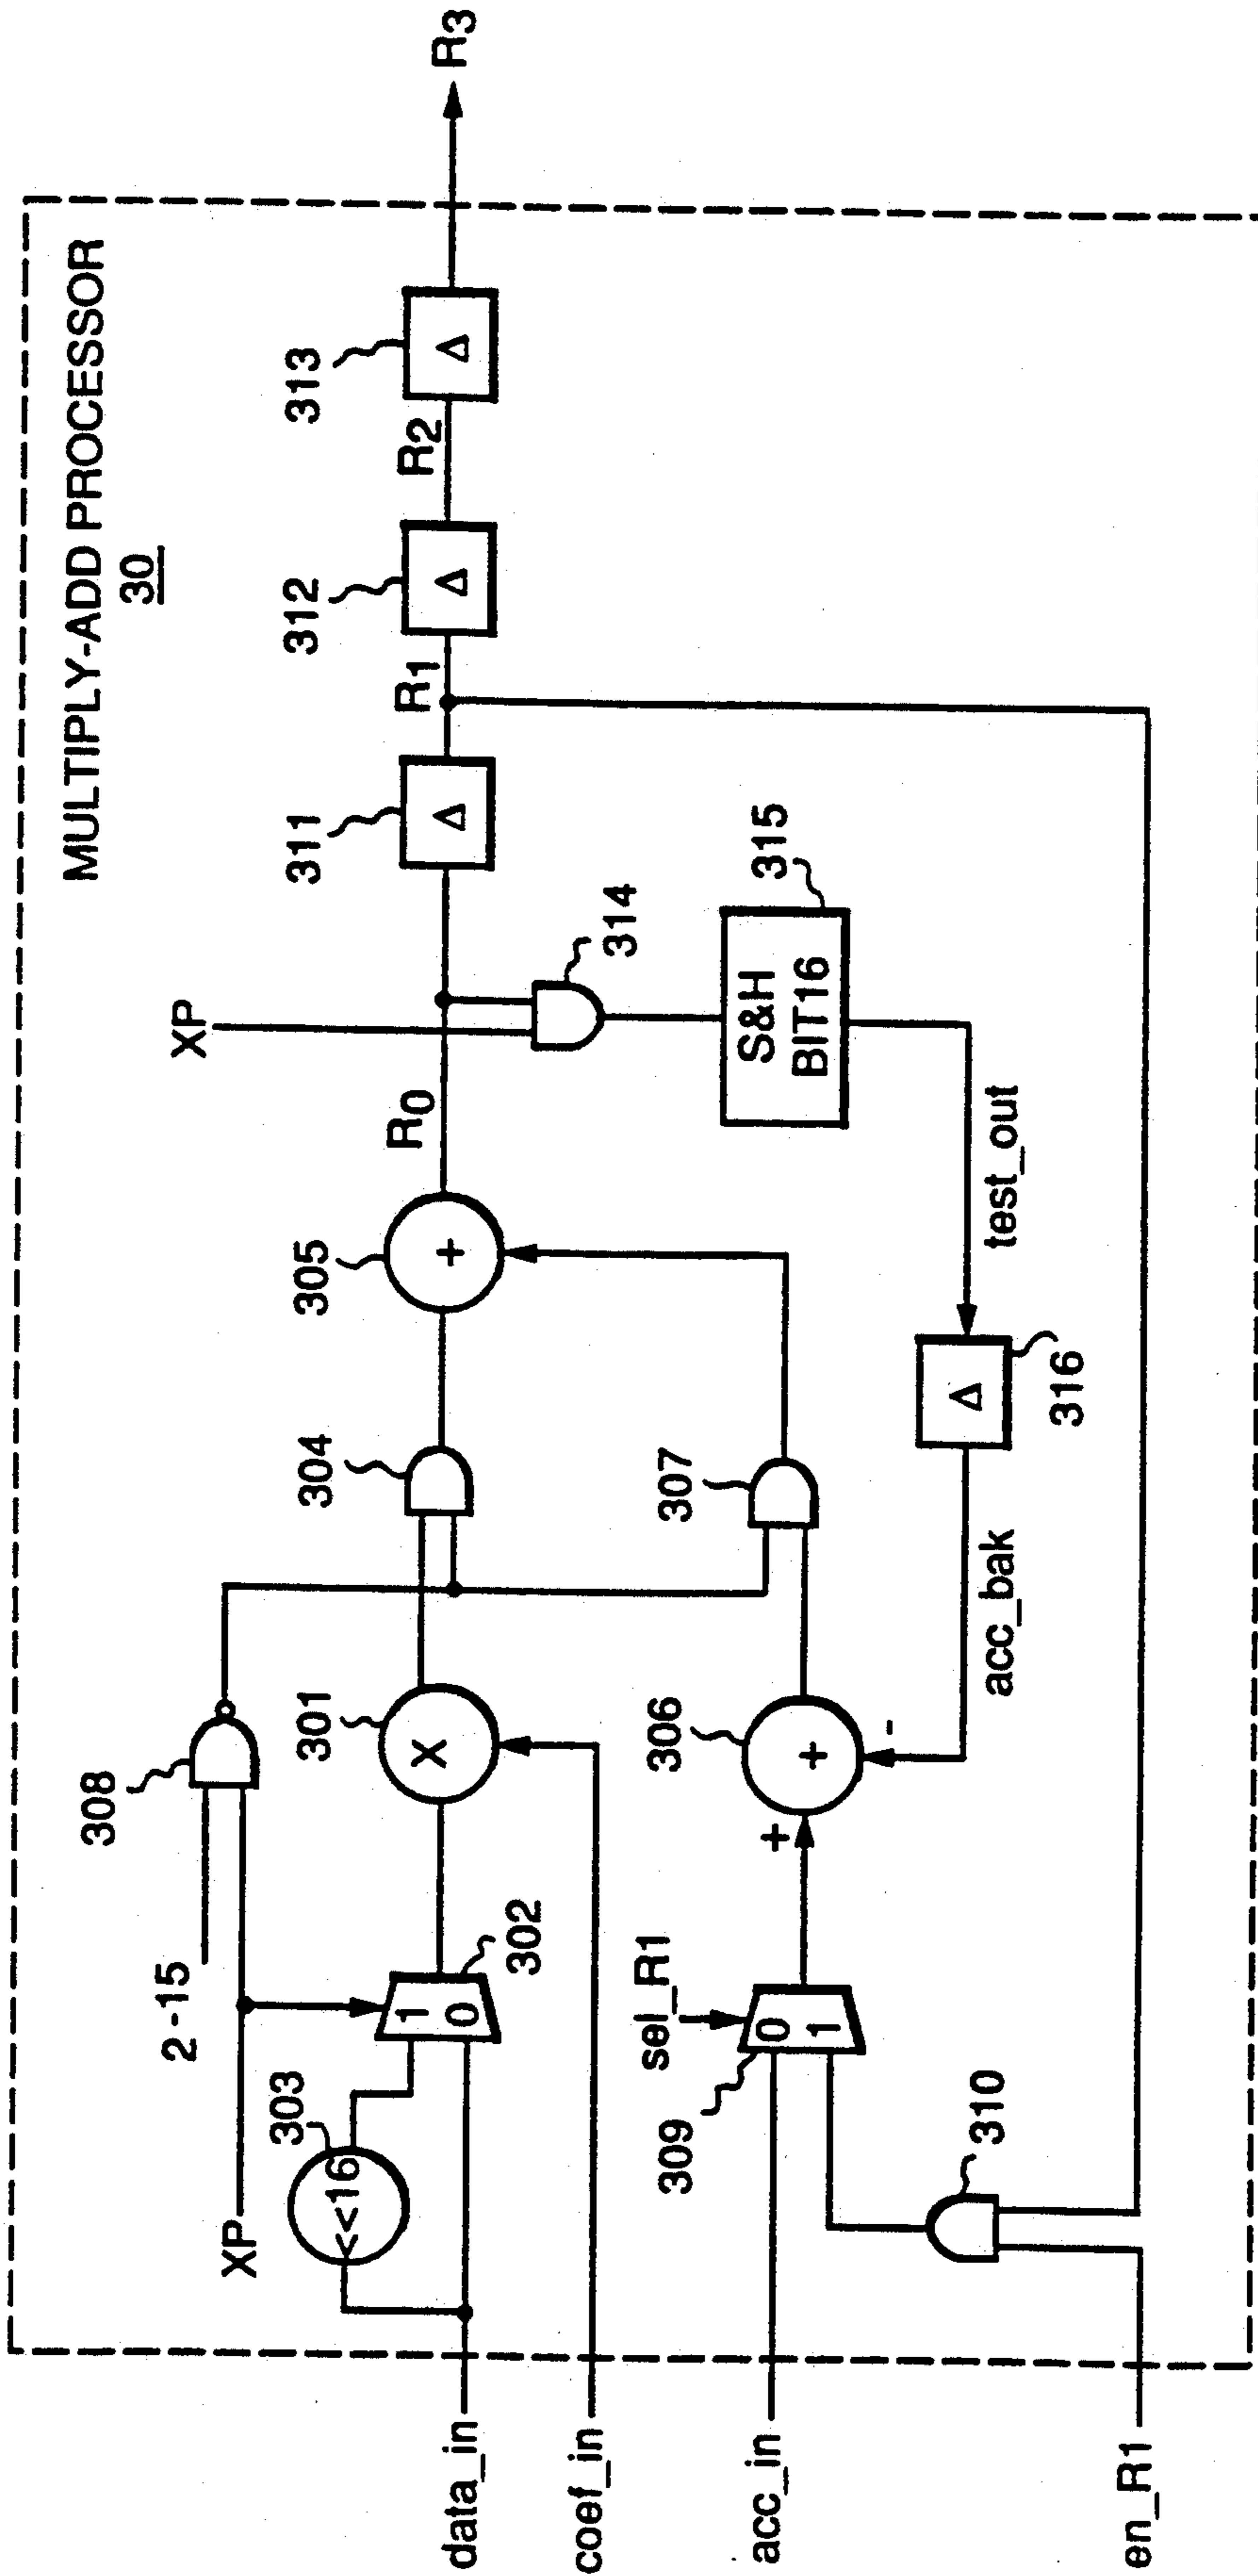 MULTIPLY-ADD PROCESSOR
30
XP
2-15
308
303
<<16
1
0
302
301
X
304
305
+
R0
XP
311
Δ
R1
312
Δ
R2
313
Δ
R3
314
S&H
BIT16
315
test_out
316
Δ
acc_bak
307
306
+
+
-
sel_R1
309
0
1
310
data_in
coef_in
acc_in
en_R1